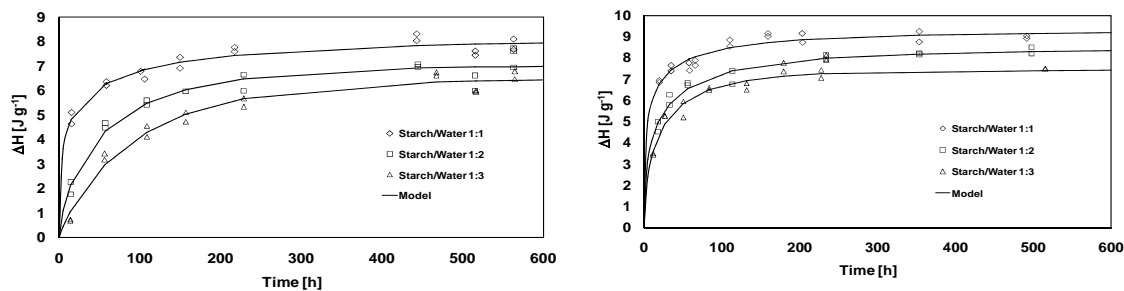 9
8
7
6
5
4
3
2
1
0
ΔH [J g⁻¹]
Starch/Water 1:1
Starch/Water 1:2
Starch/Water 1:3
Model
0 100 200 300 400 500 600
Time [h]
10
9
8
7
6
5
4
3
2
1
0
ΔH [J g⁻¹]
Starch/Water 1:1
Starch/Water 1:2
Starch/Water 1:3
Model
0 100 200 300 400 500 600
Time [h]